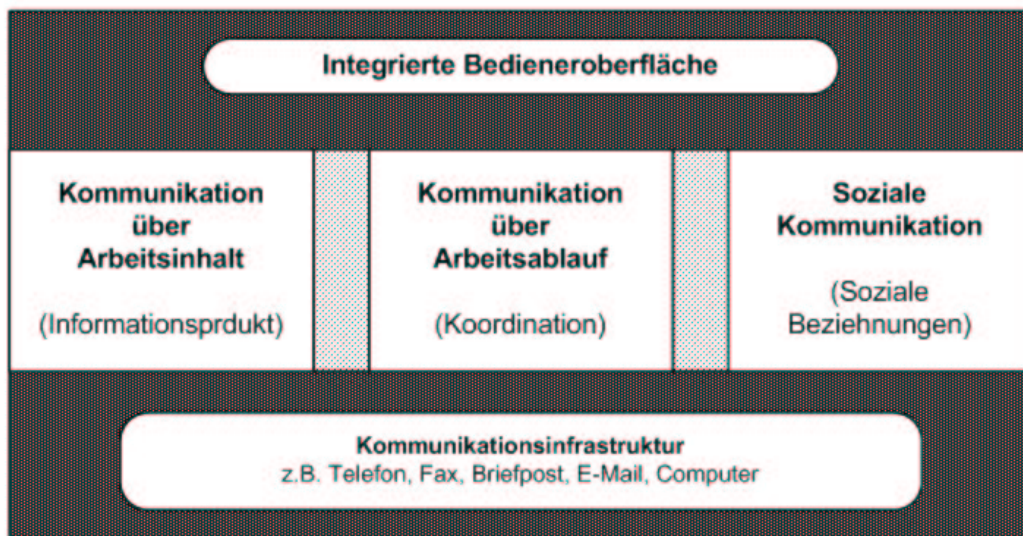 Integrierte Bedieneroberfläche
Kommunikation
über
Arbeitsinhalt
(Informationsprdukt)
Kommunikation
über
Arbeitsablauf
(Koordination)
Soziale
Kommunikation
(Soziale
Beziehnungen)
Kommunikationsinfrastruktur
z.B. Telefon, Fax, Briefpost, E-Mail, Computer